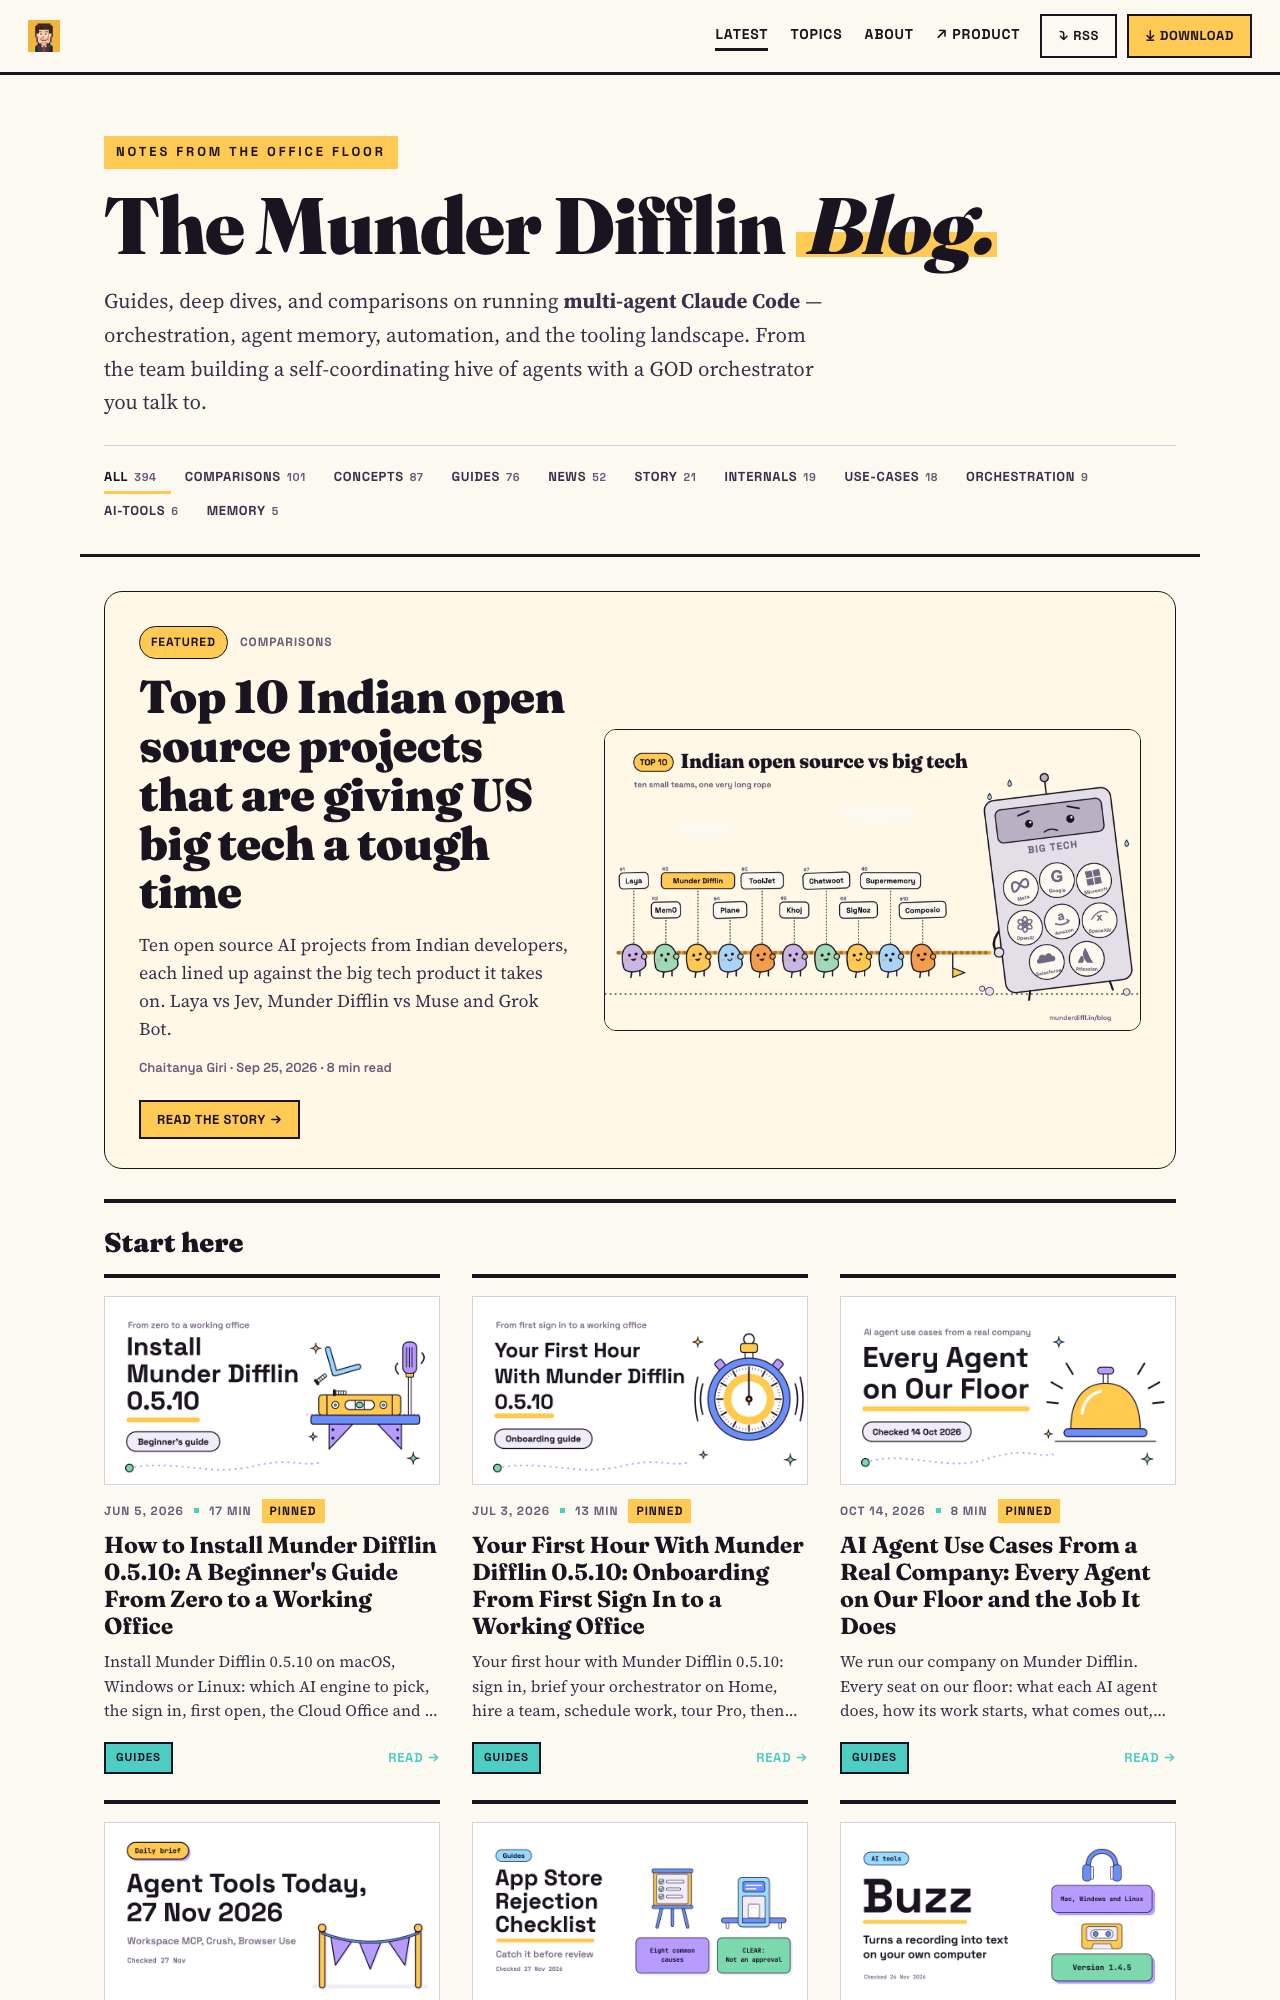 LATEST TOPICS ABOUT ↗ PRODUCT ⤵ RSS ⤓ DOWNLOAD
NOTES FROM THE OFFICE FLOOR
The Munder Difflin Blog.
Guides, deep dives, and comparisons on running multi-agent Claude Code —
orchestration, agent memory, automation, and the tooling landscape. From
the team building a self-coordinating hive of agents with a GOD orchestrator
you talk to.
ALL 394 COMPARISONS 101 CONCEPTS 87 GUIDES 76 NEWS 52 STORY 21 INTERNALS 19 USE-CASES 18 ORCHESTRATION 9
AI-TOOLS 6 MEMORY 5
FEATURED COMPARISONS
Top 10 Indian open
source projects
that are giving US
big tech a tough
time
Ten open source AI projects from Indian developers,
each lined up against the big tech product it takes
on. Laya vs Jev, Munder Difflin vs Muse and Grok
Bot.
Chaitanya Giri · Sep 25, 2026 · 8 min read
READ THE STORY →
TOP 10 Indian open source vs big tech
ten small teams, one very long rope
BIG TECH
Meta Google Microsoft
OpenAI Amazon SpaceXAI
Salesforce Atlassian
#1 #3 #5 #7 #9
Laya Munder Difflin ToolJet Chatwoot Supermemory
#2 #4 #6 #8 #10
Mem0 Plane Khoj SigNoz Composio
munderdiffl.in/blog
Start here
From zero to a working office
Install
Munder Difflin
0.5.10
Beginner's guide
JUN 5, 2026 17 MIN PINNED
How to Install Munder Difflin
0.5.10: A Beginner's Guide
From Zero to a Working
Office
Install Munder Difflin 0.5.10 on macOS,
Windows or Linux: which AI engine to pick,
the sign in, first open, the Cloud Office and ...
GUIDES READ →
From first sign in to a working office
Your First Hour
With Munder Difflin
0.5.10
Onboarding guide
JUL 3, 2026 13 MIN PINNED
Your First Hour With Munder
Difflin 0.5.10: Onboarding
From First Sign In to a
Working Office
Your first hour with Munder Difflin 0.5.10:
sign in, brief your orchestrator on Home,
hire a team, schedule work, tour Pro, then...
GUIDES READ →
AI agent use cases from a real company
Every Agent
on Our Floor
Checked 14 Oct 2026
OCT 14, 2026 8 MIN PINNED
AI Agent Use Cases From a
Real Company: Every Agent
on Our Floor and the Job It
Does
We run our company on Munder Difflin.
Every seat on our floor: what each AI agent
does, how its work starts, what comes out,...
GUIDES READ →
Daily brief
Agent Tools Today,
27 Nov 2026
Workspace MCP, Crush, Browser Use
Checked 27 Nov
Guides
App Store
Rejection
Checklist
Catch it before review
Checked 27 Nov 2026
Eight common
causes
CLEAR:
Not an approval
AI tools
Buzz
Turns a recording into text
on your own computer
Checked 26 Nov 2026
Mac, Windows and Linux
Version 1.4.5